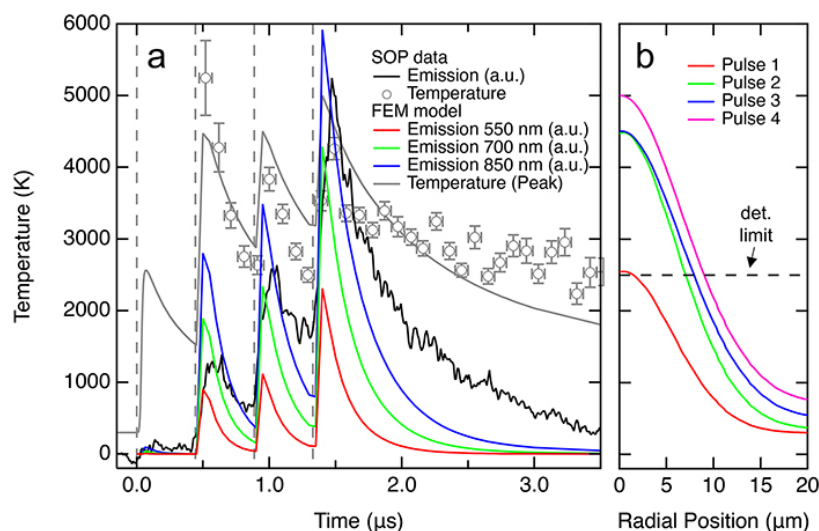 a
SOP data
Emission (a.u.)
Temperature
FEM model
Emission 550 nm (a.u.)
Emission 700 nm (a.u.)
Emission 850 nm (a.u.)
Temperature (Peak)
6000
5000
4000
3000
2000
1000
0
Temperature (K)
0.0
1.0
2.0
3.0
Time (µs)
b
Pulse 1
Pulse 2
Pulse 3
Pulse 4
det.
limit
0
5
10
15
20
Radial Position (µm)